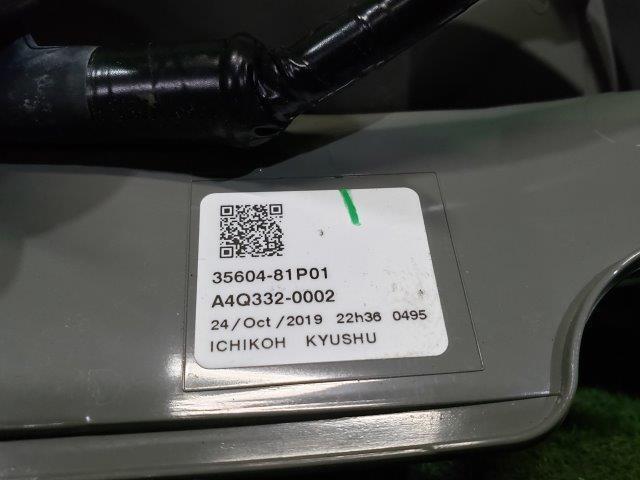 35604-81P01
A4Q332-0002
24/Oct/2019 22h36 0495
ICHIKOH KYUSHU